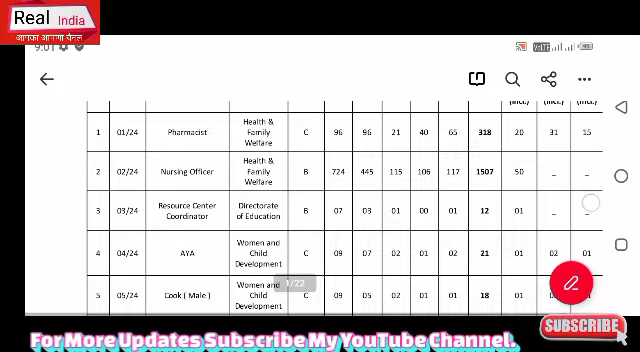 Real India
आपका आपणा चैनल
9:01 VoLTE
(Incl.) (Incl.) (Incl.)
1 01/24 Pharmacist Health & Family Welfare C 96 96 21 40 65 318 20 31 15
2 02/24 Nursing Officer Health & Family Welfare B 724 445 115 106 117 1507 50 _ _
3 03/24 Resource Center Coordinator Directorate of Education B 07 03 01 00 01 12 01 _ _
4 04/24 AYA Women and Child Development C 09 07 02 01 02 21 01 02 01
1/22
5 05/24 Cook ( Male ) Women and Child Development C 09 05 02 01 01 18 01
SUBSCRIBE
For More Updates Subscribe My YouTube Channel.